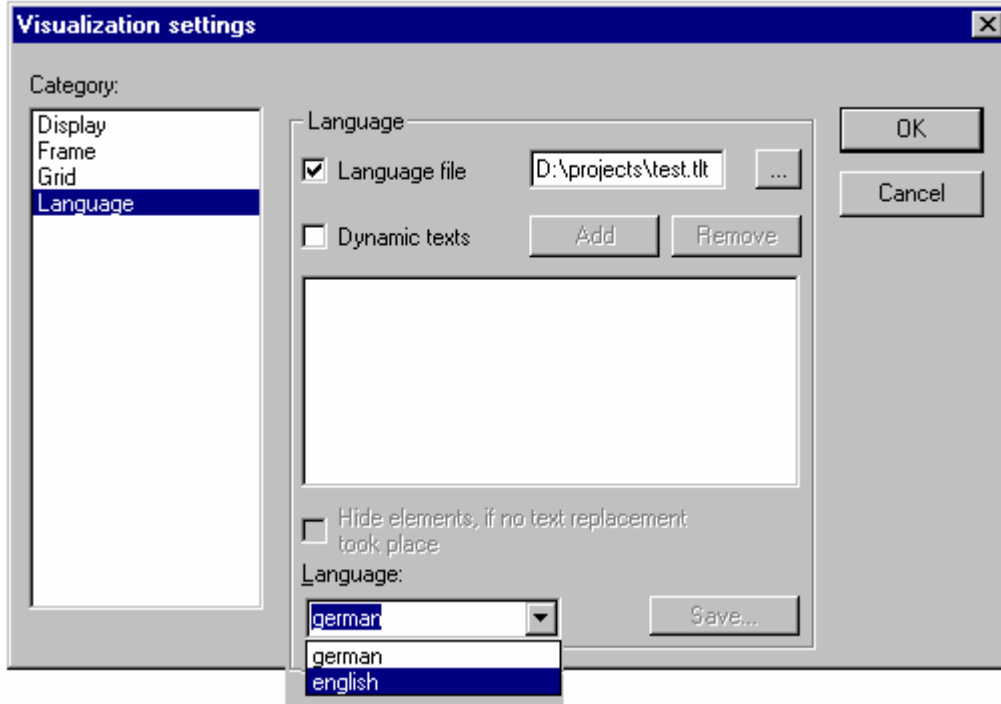 Visualization settings
Category:
Display
Frame
Grid
Language
Language
Language file
D:\projects\test.tlt
...
Dynamic texts
Add
Remove
Hide elements, if no text replacement
took place
Language:
german
Save...
german
english
OK
Cancel